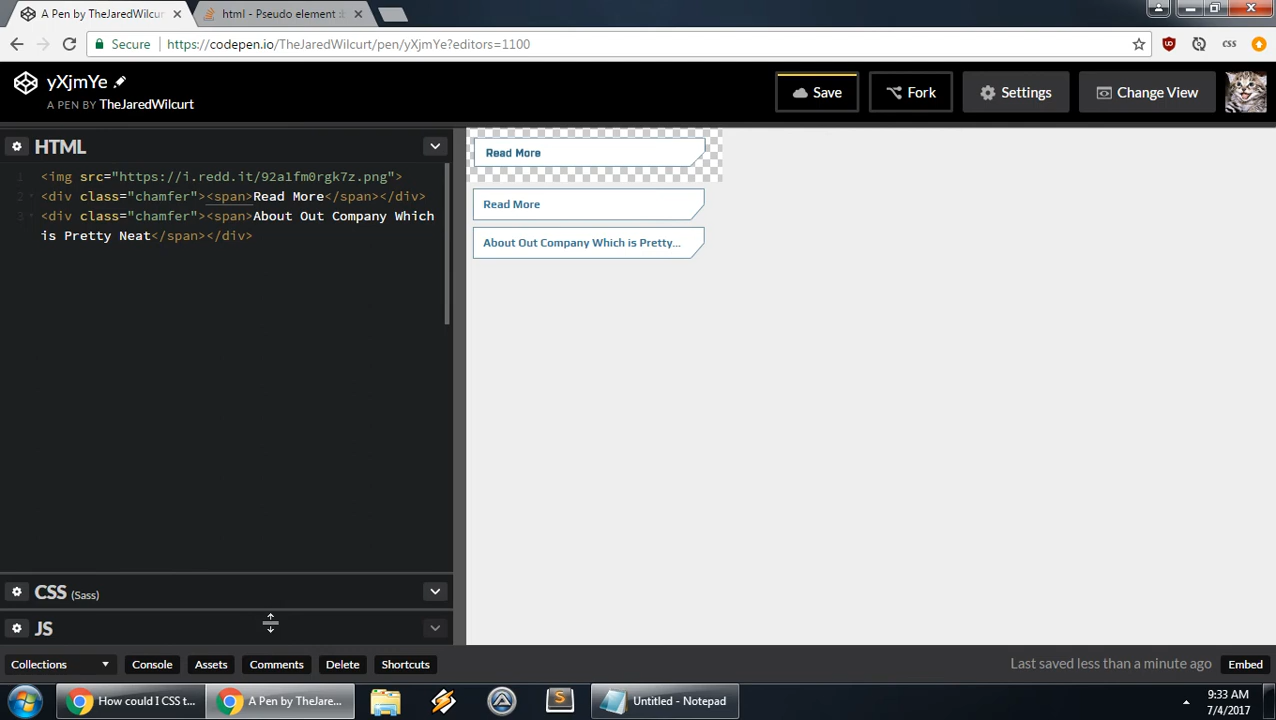 A Pen by TheJaredWilcurt
html - Pseudo element :
Secure
https://codepen.io/TheJaredWilcurt/pen/yXjmYe?editors=1100
CSS
yXjmYe
A PEN BY TheJaredWilcurt
Save
Fork
Settings
Change View
HTML
1 <img src="https://i.redd.it/92a1fm0rgk7z.png">
2 <div class="chamfer"><span>Read More</span></div>
3 <div class="chamfer"><span>About Out Company Which
is Pretty Neat</span></div>
Read More
Read More
About Out Company Which is Pretty...
CSS (Sass)
JS
Collections
Console
Assets
Comments
Delete
Shortcuts
Last saved less than a minute ago
Embed
How could I CSS t...
A Pen by TheJare...
S
Untitled - Notepad
9:33 AM
7/4/2017